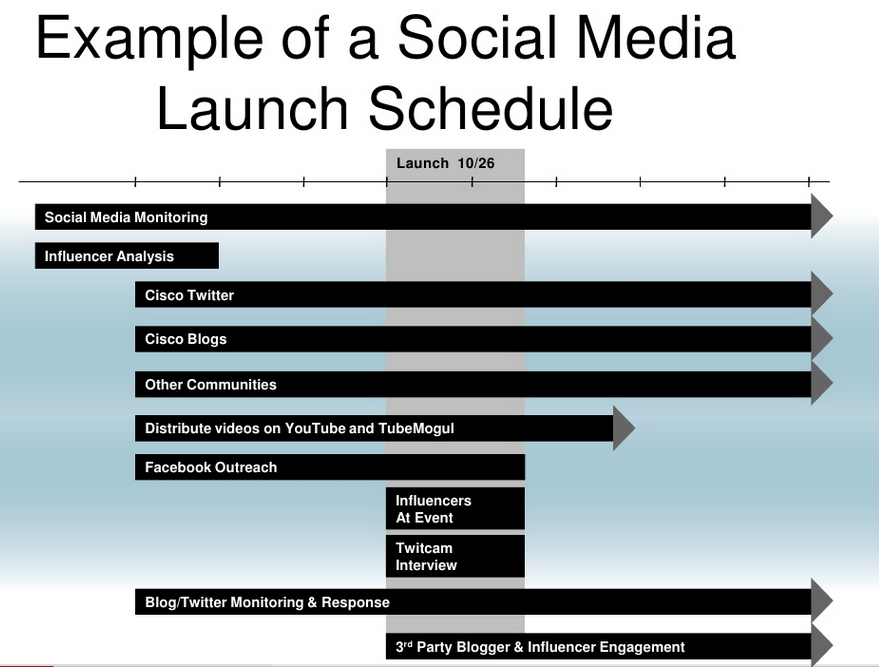 Example of a Social Media
Launch Schedule
Launch 10/26
Social Media Monitoring
Influencer Analysis
Cisco Twitter
Cisco Blogs
Other Communities
Distribute videos on YouTube and TubeMogul
Facebook Outreach
Influencers
At Event
Twitcam
Interview
Blog/Twitter Monitoring & Response
3rd Party Blogger & Influencer Engagement